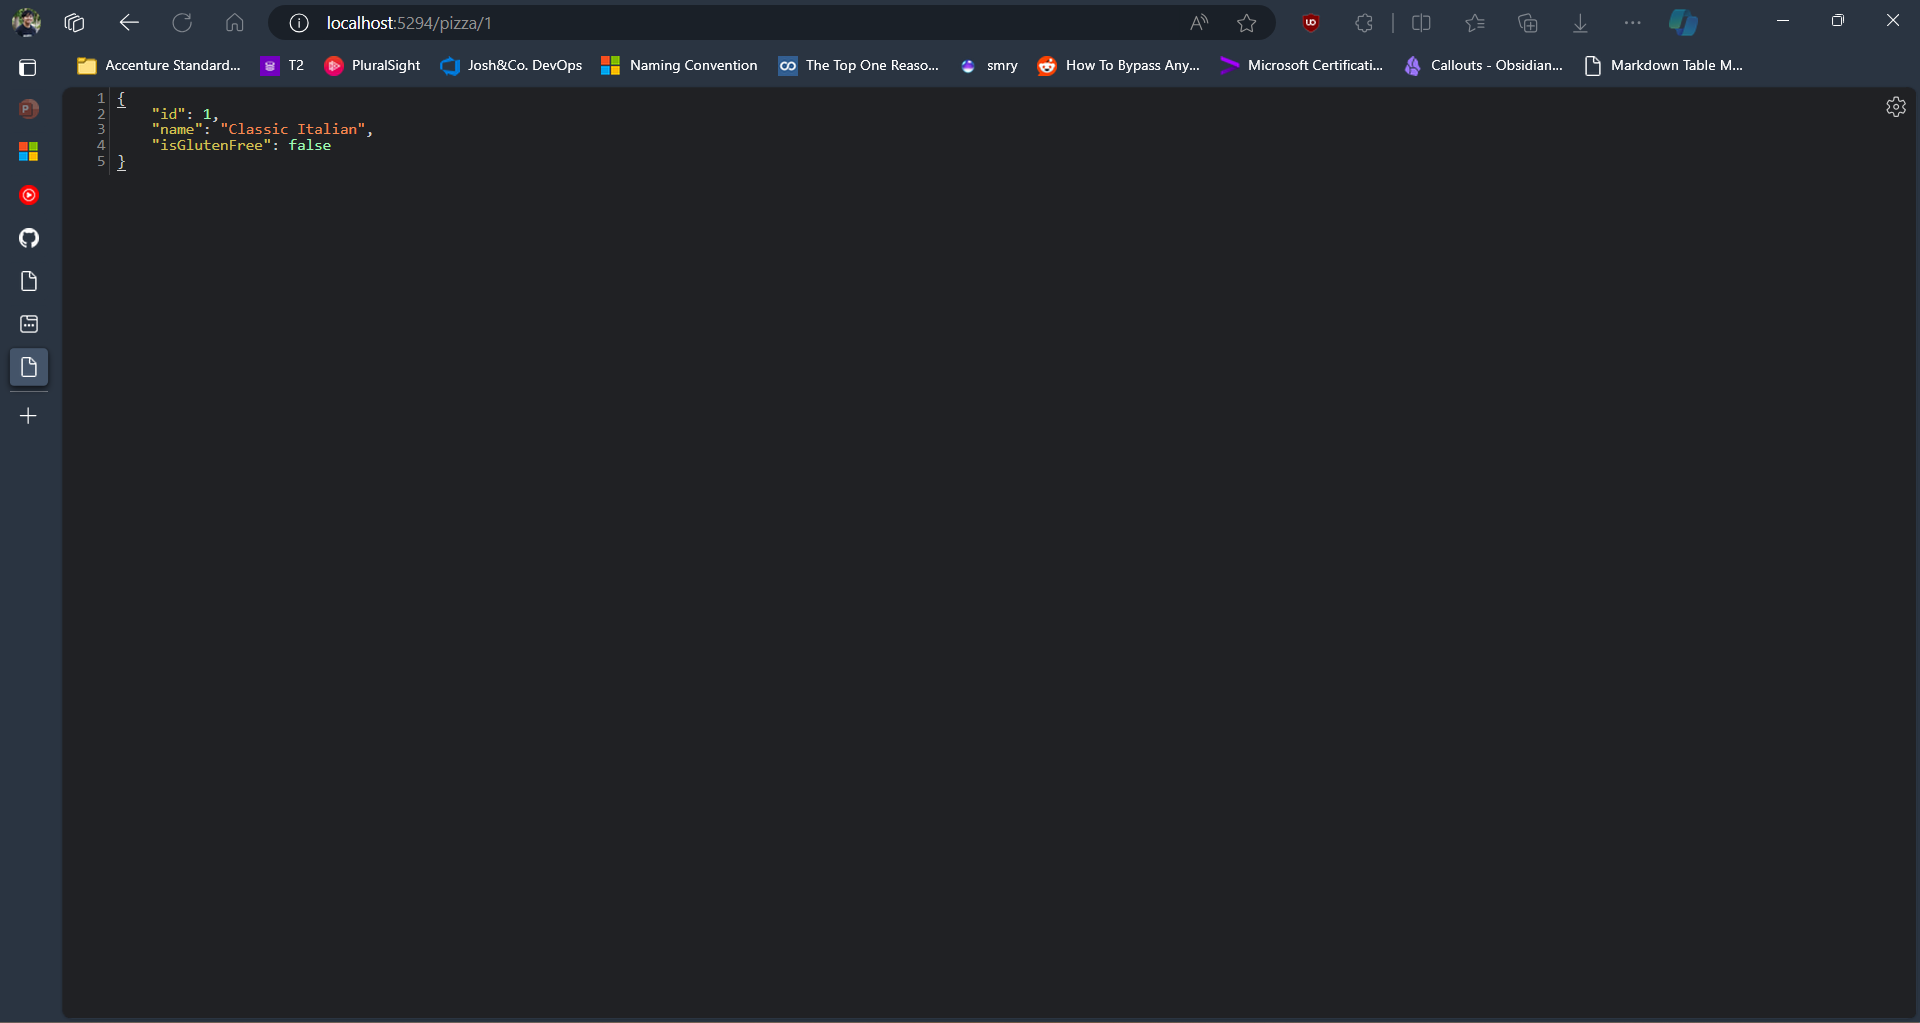 localhost:5294/pizza/1
Accenture Standard...
T2
PluralSight
Josh&Co. DevOps
Naming Convention
The Top One Reaso...
smry
How To Bypass Any...
Microsoft Certificati...
Callouts - Obsidian...
Markdown Table M...
1 {
2 "id": 1,
3 "name": "Classic Italian",
4 "isGlutenFree": false
5 }